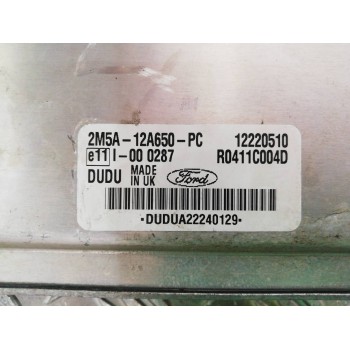 2M5A-12A650-PC 12220510
e11 I-00 0287 R0411C004D
DUDU MADE IN UK Ford
·DUDUA22240129·